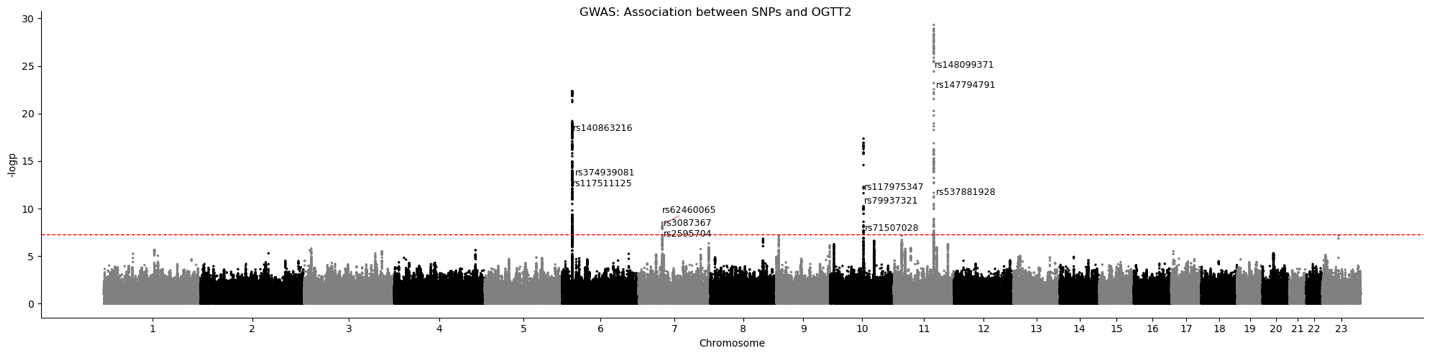 GWAS: Association between SNPs and OGTT2
30
25
20
15
10
5
0
-logp
rs148099371
rs147794791
rs140863216
rs374939081
rs117511125
rs117975347
rs537881928
rs79937321
rs62460065
rs3087367
rs71507028
rs2595704
1 2 3 4 5 6 7 8 9 10 11 12 13 14 15 16 17 18 19 20 21 22 23
Chromosome